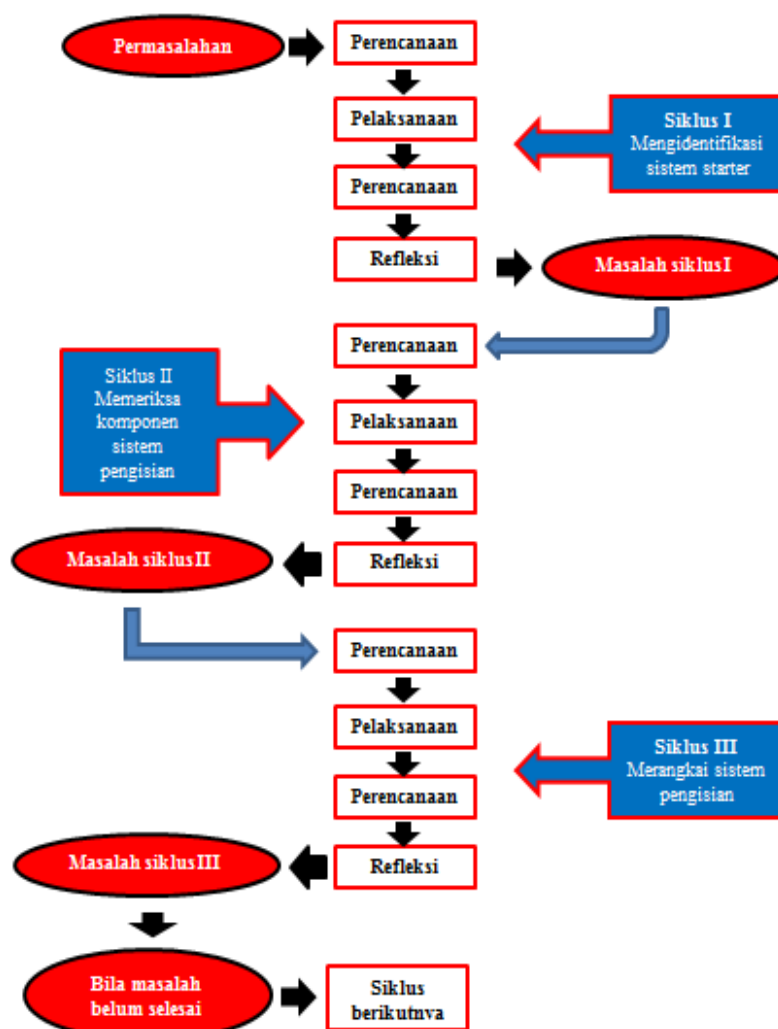 Permasalahan
Perencanaan
Pelaksanaan
Siklus I
Mengidentifikasi
sistem starter
Perencanaan
Refleksi
Masalah siklus I
Perencanaan
Siklus II
Memeriksa
komponen
sistem
pengisian
Pelaksanaan
Perencanaan
Masalah siklus II
Refleksi
Perencanaan
Pelaksanaan
Siklus III
Merangkai sistem
pengisian
Perencanaan
Masalah siklus III
Refleksi
Bila masalah
belum selesai
Siklus
berikutnya